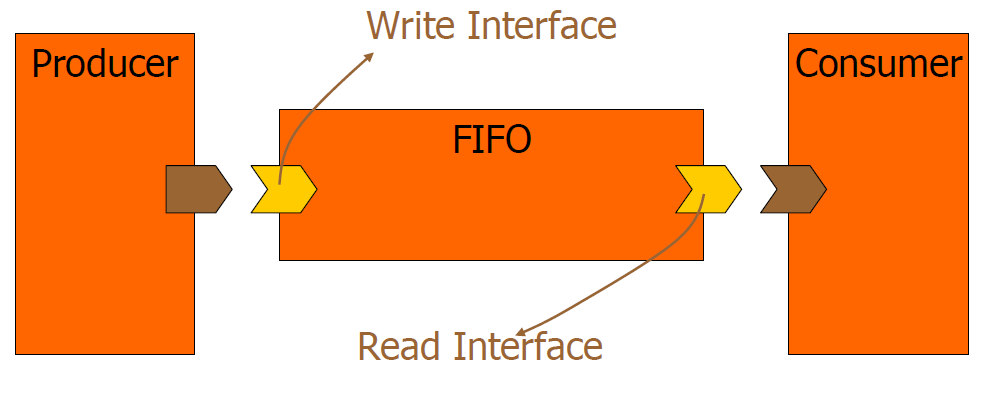 Write Interface
Producer
Consumer
FIFO
Read Interface